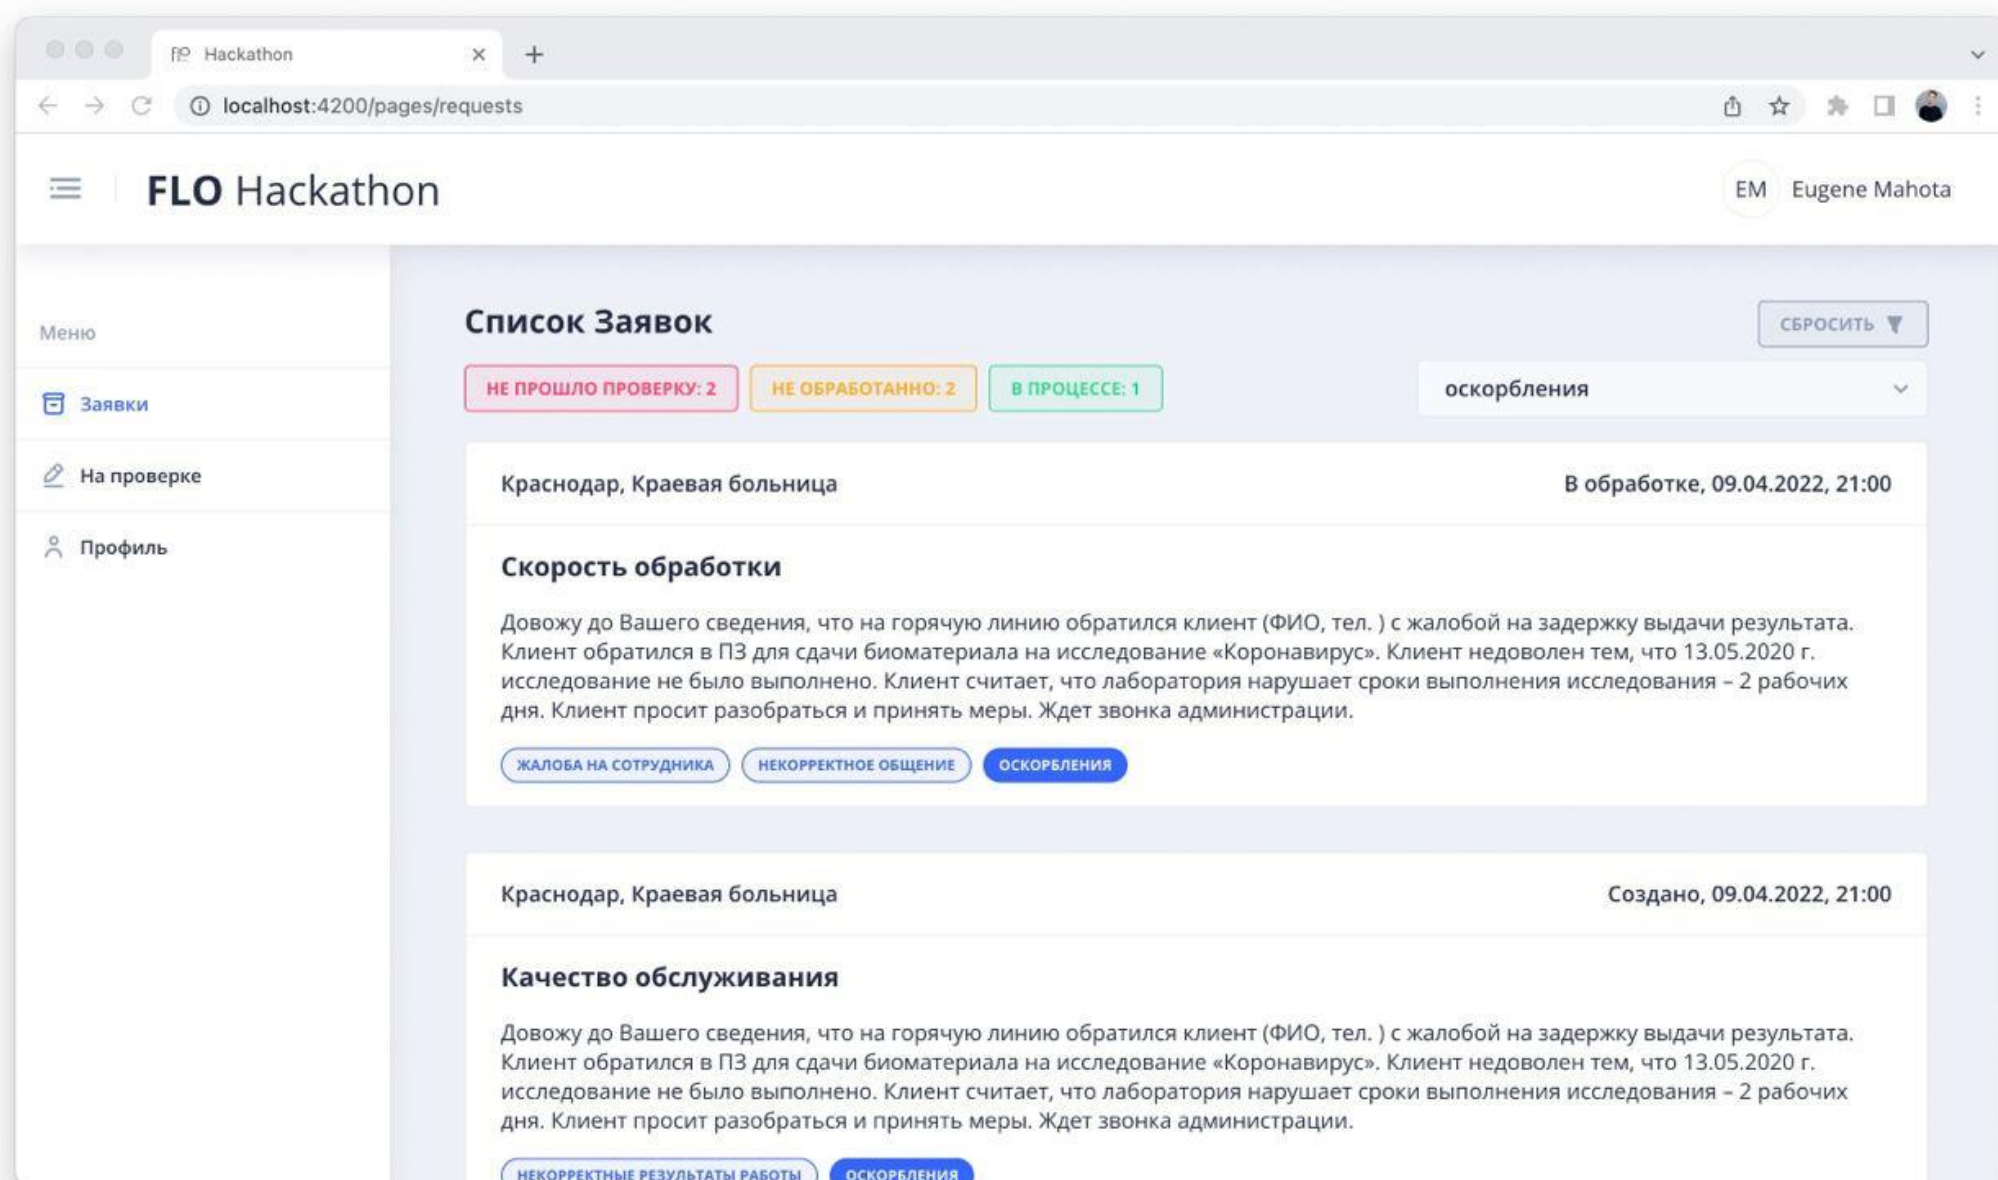 Hackathon
localhost:4200/pages/requests
FLO Hackathon
EM Eugene Mahota
Меню
Заявки
На проверке
Профиль
Список Заявок
СБРОСИТЬ
НЕ ПРОШЛО ПРОВЕРКУ: 2
НЕ ОБРАБОТАННО: 2
В ПРОЦЕССЕ: 1
оскорбления
Краснодар, Краевая больница
В обработке, 09.04.2022, 21:00
Скорость обработки
Довожу до Вашего сведения, что на горячую линию обратился клиент (ФИО, тел. ) с жалобой на задержку выдачи результата.
Клиент обратился в ПЗ для сдачи биоматериала на исследование «Коронавирус». Клиент недоволен тем, что 13.05.2020 г.
исследование не было выполнено. Клиент считает, что лаборатория нарушает сроки выполнения исследования – 2 рабочих
дня. Клиент просит разобраться и принять меры. Ждет звонка администрации.
ЖАЛОБА НА СОТРУДНИКА
НЕКОРРЕКТНОЕ ОБЩЕНИЕ
ОСКОРБЛЕНИЯ
Краснодар, Краевая больница
Создано, 09.04.2022, 21:00
Качество обслуживания
Довожу до Вашего сведения, что на горячую линию обратился клиент (ФИО, тел. ) с жалобой на задержку выдачи результата.
Клиент обратился в ПЗ для сдачи биоматериала на исследование «Коронавирус». Клиент недоволен тем, что 13.05.2020 г.
исследование не было выполнено. Клиент считает, что лаборатория нарушает сроки выполнения исследования – 2 рабочих
дня. Клиент просит разобраться и принять меры. Ждет звонка администрации.
НЕКОРРЕКТНЫЕ РЕЗУЛЬТАТЫ РАБОТЫ
ОСКОРБЛЕНИЯ